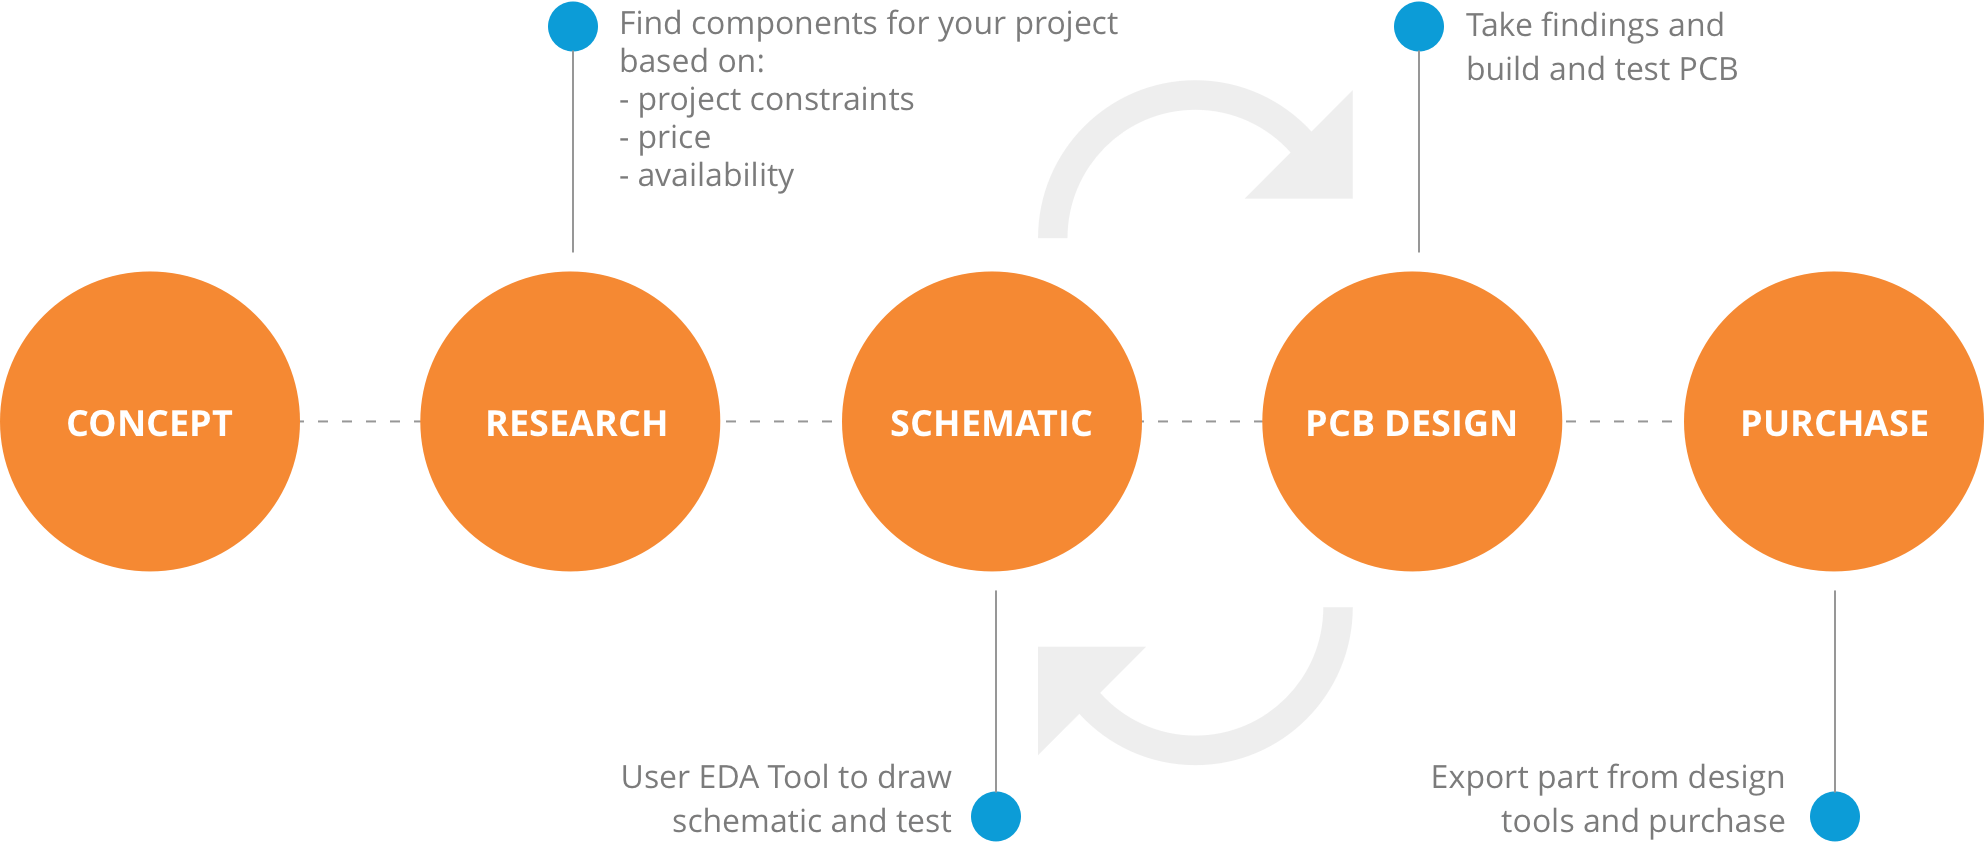 Find components for your project
based on:
- project constraints
- price
- availability
Take findings and
build and test PCB
CONCEPT
RESEARCH
SCHEMATIC
PCB DESIGN
PURCHASE
User EDA Tool to draw
schematic and test
Export part from design
tools and purchase